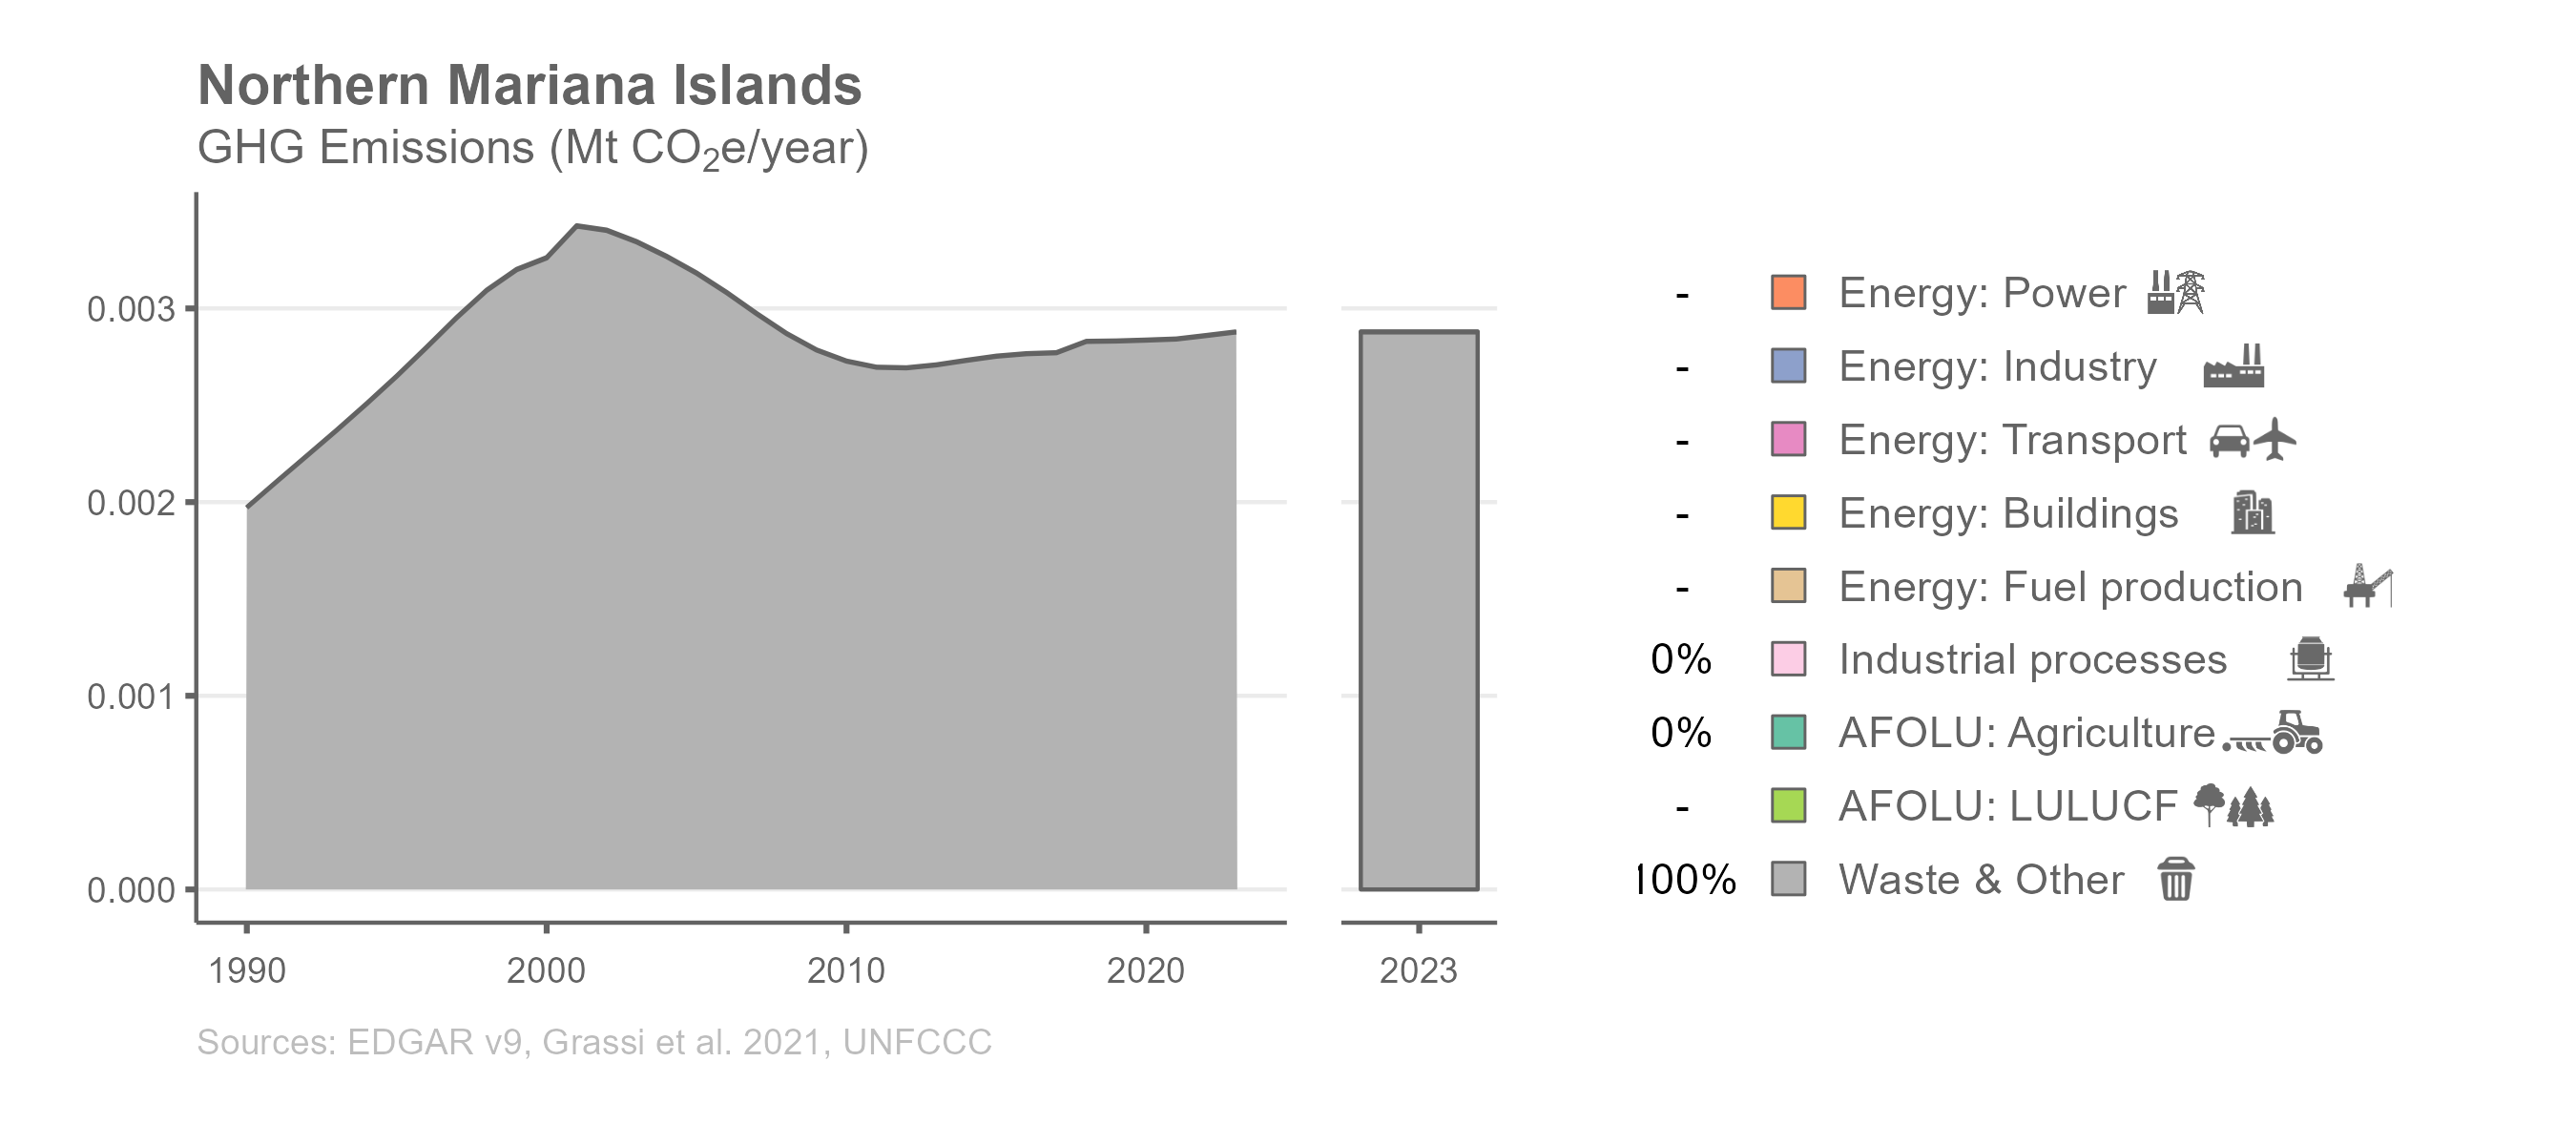 Northern Mariana Islands
GHG Emissions (Mt CO₂e/year)
0.003
0.002
0.001
0.000
1990 2000 2010 2020 2023
- Energy: Power
- Energy: Industry
- Energy: Transport
- Energy: Buildings
- Energy: Fuel production
0% Industrial processes
0% AFOLU: Agriculture
- AFOLU: LULUCF
100% Waste & Other
Sources: EDGAR v9, Grassi et al. 2021, UNFCCC